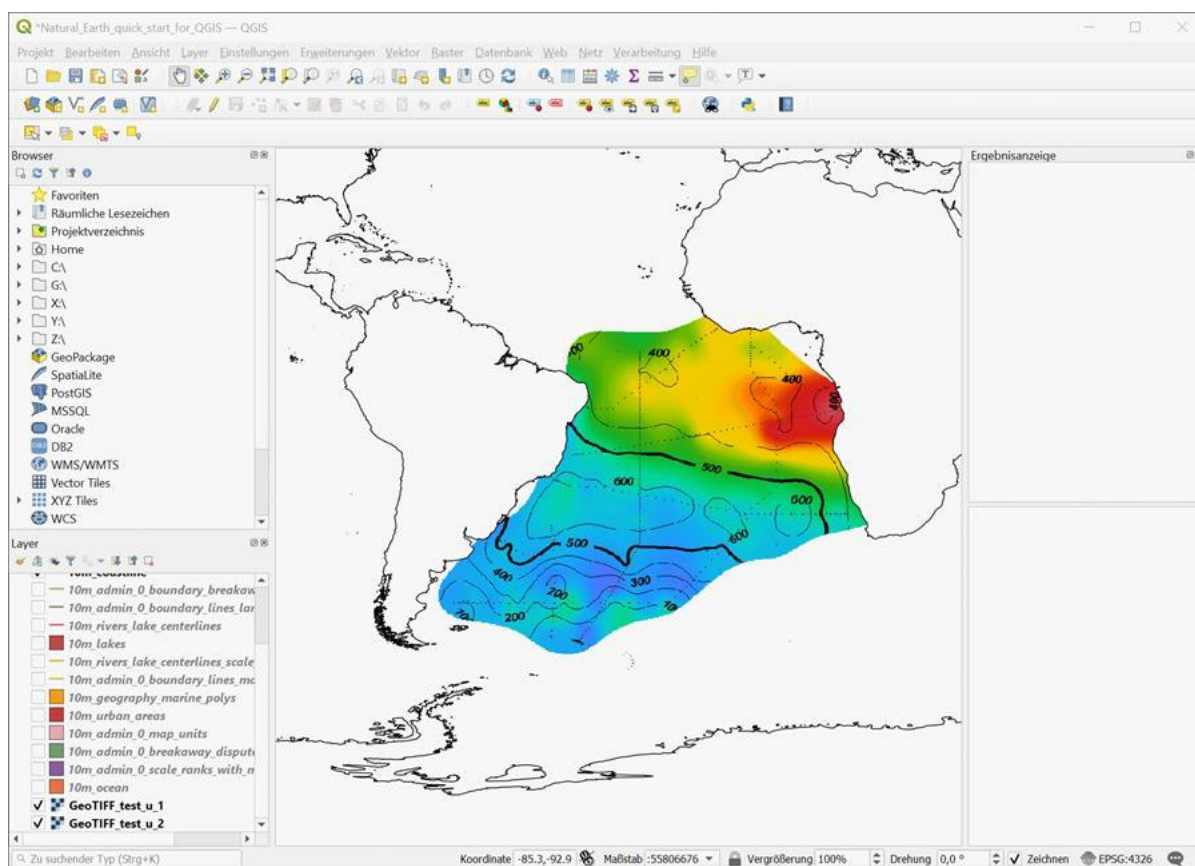 *Natural_Earth_quick_start_for_QGIS — QGIS
Projekt Bearbeiten Ansicht Layer Einstellungen Erweiterungen Vektor Raster Datenbank Web Netz Verarbeitung Hilfe
Browser
Favoriten
Räumliche Lesezeichen
Projektverzeichnis
Home
C:\
G:\
X:\
Y:\
Z:\
GeoPackage
SpatiaLite
PostGIS
MSSQL
Oracle
DB2
WMS/WMTS
Vector Tiles
XYZ Tiles
WCS
Layer
10m_coastline
10m_admin_0_boundary_breakaw
10m_admin_0_boundary_lines_lan
10m_rivers_lake_centerlines
10m_lakes
10m_rivers_lake_centerlines_scale
10m_admin_0_boundary_lines_ma
10m_geography_marine_polys
10m_urban_areas
10m_admin_0_map_units
10m_admin_0_breakaway_dispute
10m_admin_0_scale_ranks_with_m
10m_ocean
GeoTIFF_test_u_1
GeoTIFF_test_u_2
400
400
400
500
600
600
600
500
400
300
200
200
Ergebnisanzeige
Zu suchender Typ (Strg+K)
Koordinate -85.3,-92.9 Maßstab :55806676 Vergrößerung 100% Drehung 0,0 ° Zeichnen EPSG:4326